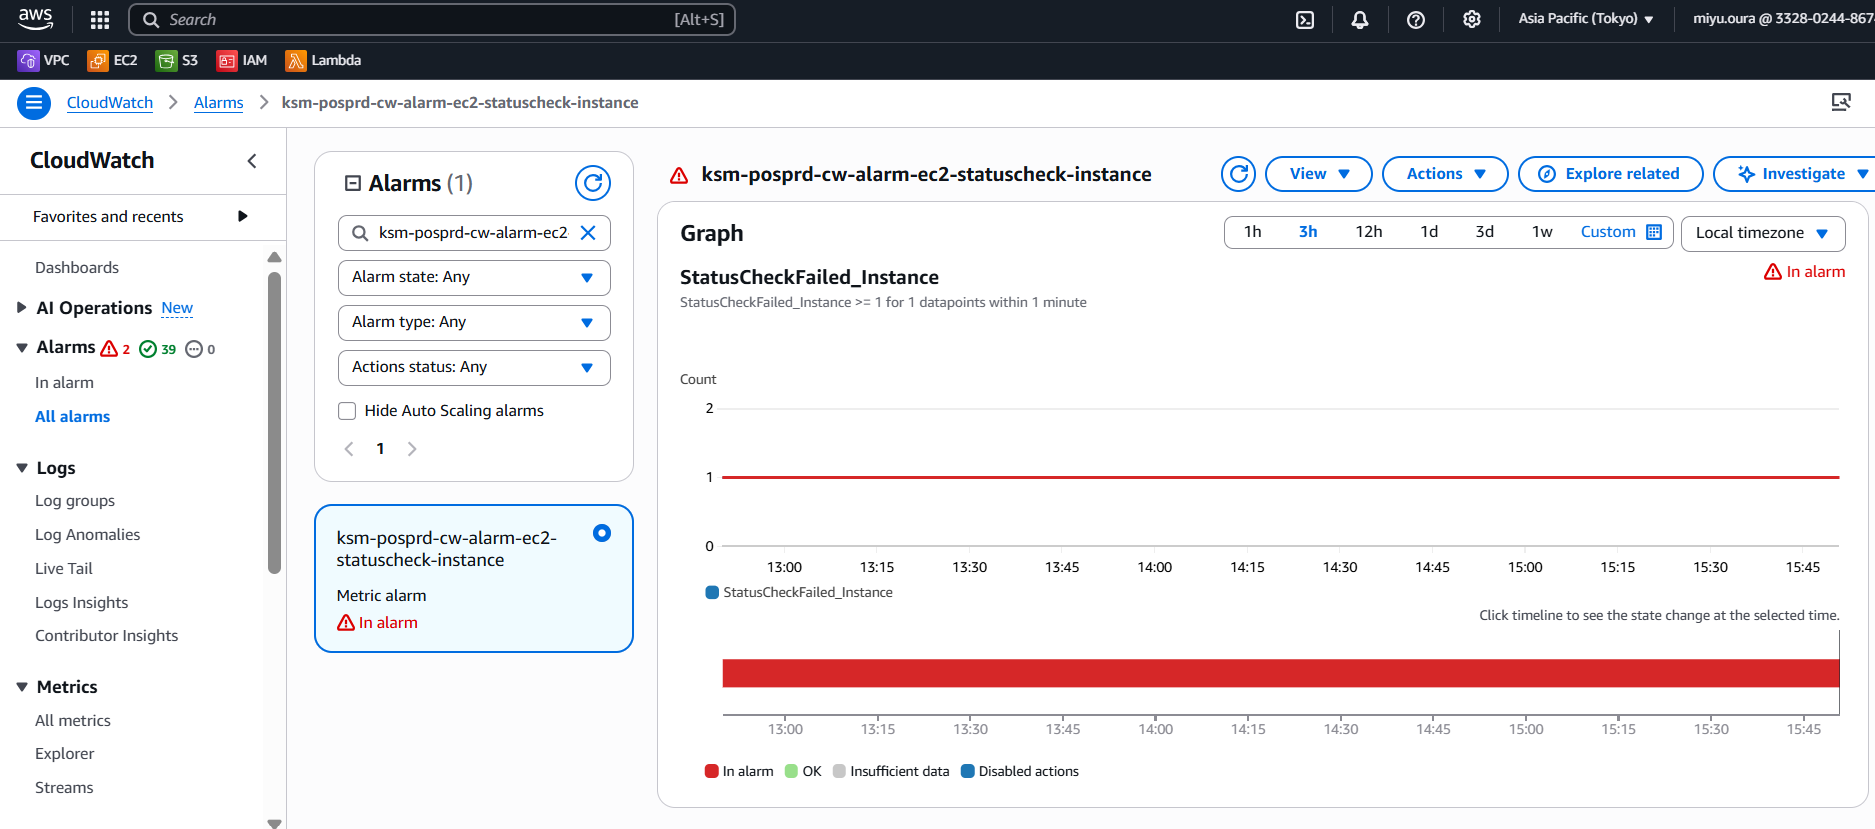 aws
Search [Alt+S]
Asia Pacific (Tokyo)
miyu.oura @ 3328-0244-867
VPC EC2 S3 IAM Lambda
CloudWatch
Alarms
ksm-posprd-cw-alarm-ec2-statuscheck-instance
CloudWatch
Favorites and recents
Dashboards
AI Operations New
Alarms 2 39 0
In alarm
All alarms
Logs
Log groups
Log Anomalies
Live Tail
Logs Insights
Contributor Insights
Metrics
All metrics
Explorer
Streams
Alarms (1)
ksm-posprd-cw-alarm-ec2-
Alarm state: Any
Alarm type: Any
Actions status: Any
Hide Auto Scaling alarms
1
ksm-posprd-cw-alarm-ec2-
statuscheck-instance
Metric alarm
In alarm
ksm-posprd-cw-alarm-ec2-statuscheck-instance
View
Actions
Explore related
Investigate
Graph
1h 3h 12h 1d 3d 1w Custom
Local timezone
StatusCheckFailed_Instance
In alarm
StatusCheckFailed_Instance >= 1 for 1 datapoints within 1 minute
Count
2
1
0
13:00 13:15 13:30 13:45 14:00 14:15 14:30 14:45 15:00 15:15 15:30 15:45
StatusCheckFailed_Instance
Click timeline to see the state change at the selected time.
13:00 13:15 13:30 13:45 14:00 14:15 14:30 14:45 15:00 15:15 15:30 15:45
In alarm OK Insufficient data Disabled actions